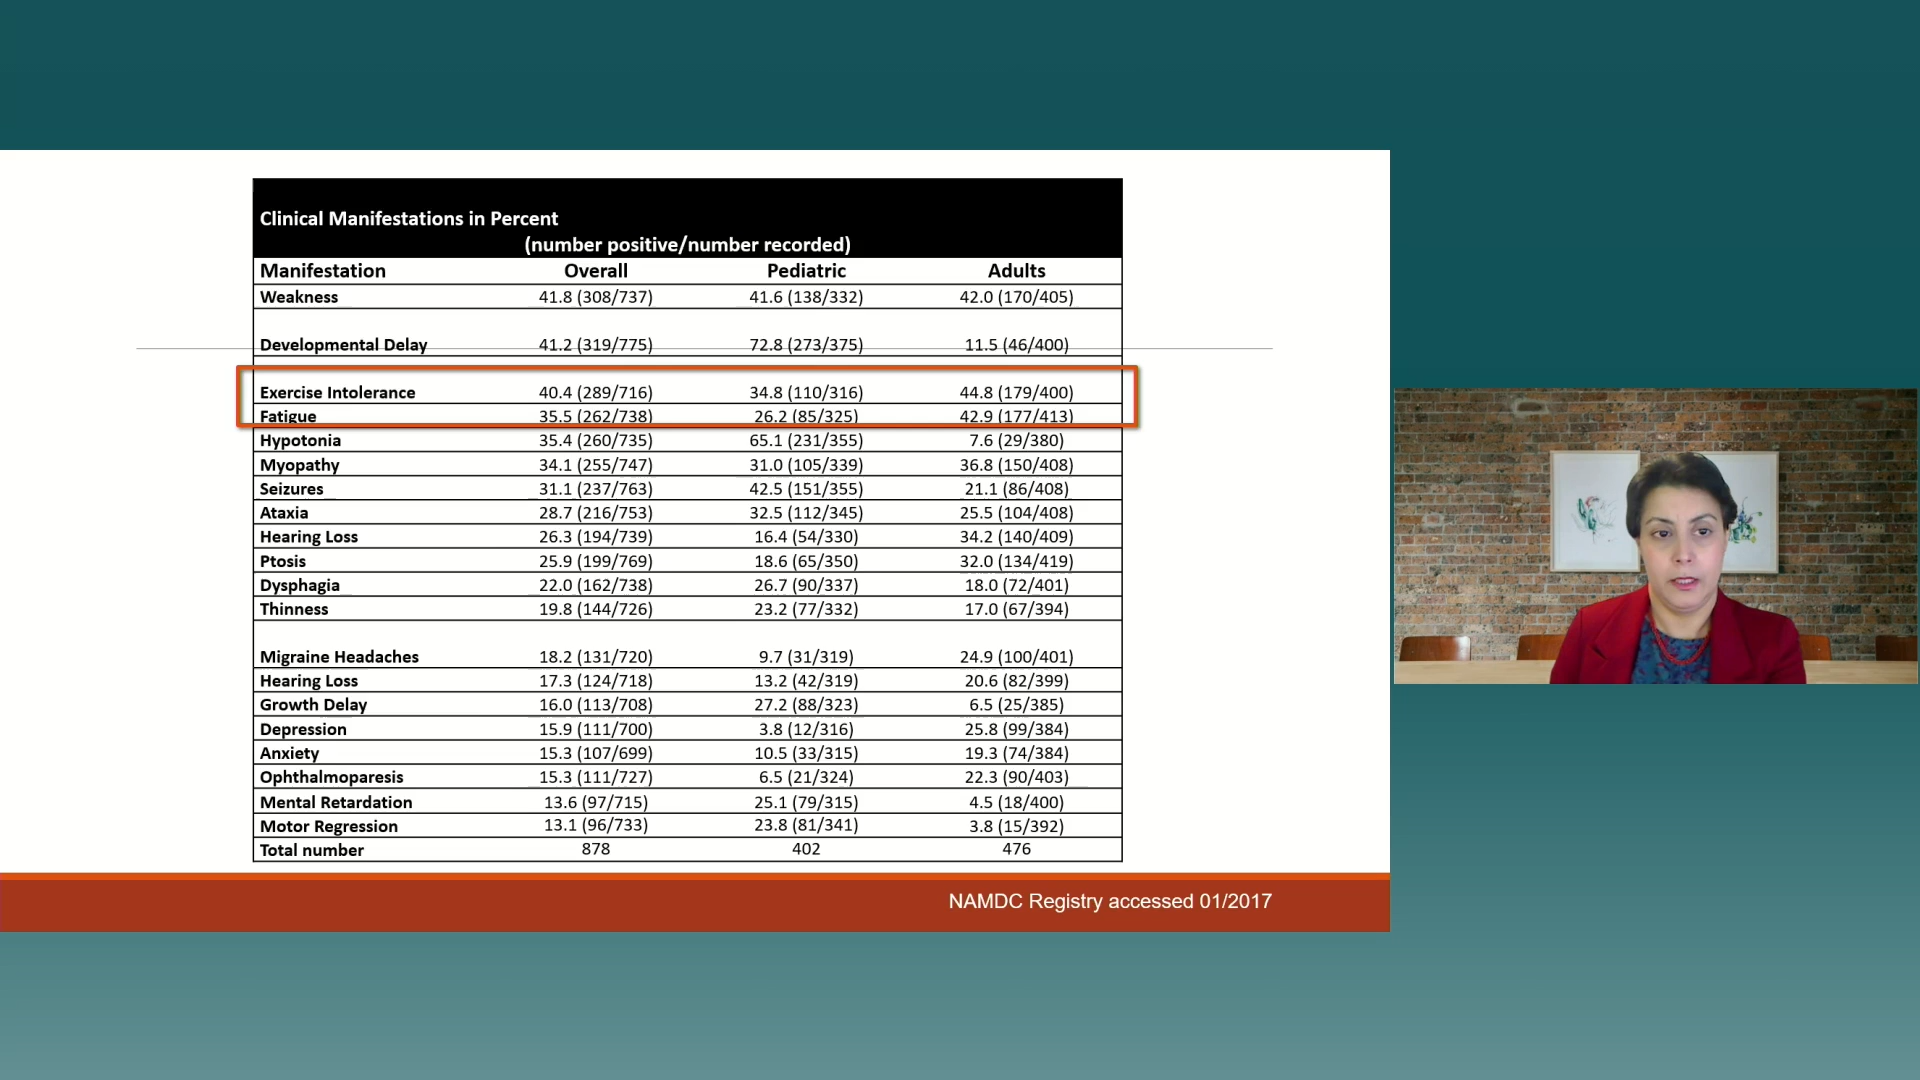 Clinical Manifestations in Percent
(number positive/number recorded)
Manifestation Overall Pediatric Adults
Weakness 41.8 (308/737) 41.6 (138/332) 42.0 (170/405)
Developmental Delay 41.2 (319/775) 72.8 (273/375) 11.5 (46/400)
Exercise Intolerance 40.4 (289/716) 34.8 (110/316) 44.8 (179/400)
Fatigue 35.5 (262/738) 26.2 (85/325) 42.9 (177/413)
Hypotonia 35.4 (260/735) 65.1 (231/355) 7.6 (29/380)
Myopathy 34.1 (255/747) 31.0 (105/339) 36.8 (150/408)
Seizures 31.1 (237/763) 42.5 (151/355) 21.1 (86/408)
Ataxia 28.7 (216/753) 32.5 (112/345) 25.5 (104/408)
Hearing Loss 26.3 (194/739) 16.4 (54/330) 34.2 (140/409)
Ptosis 25.9 (199/769) 18.6 (65/350) 32.0 (134/419)
Dysphagia 22.0 (162/738) 26.7 (90/337) 18.0 (72/401)
Thinness 19.8 (144/726) 23.2 (77/332) 17.0 (67/394)
Migraine Headaches 18.2 (131/720) 9.7 (31/319) 24.9 (100/401)
Hearing Loss 17.3 (124/718) 13.2 (42/319) 20.6 (82/399)
Growth Delay 16.0 (113/708) 27.2 (88/323) 6.5 (25/385)
Depression 15.9 (111/700) 3.8 (12/316) 25.8 (99/384)
Anxiety 15.3 (107/699) 10.5 (33/315) 19.3 (74/384)
Ophthalmoparesis 15.3 (111/727) 6.5 (21/324) 22.3 (90/403)
Mental Retardation 13.6 (97/715) 25.1 (79/315) 4.5 (18/400)
Motor Regression 13.1 (96/733) 23.8 (81/341) 3.8 (15/392)
Total number 878 402 476
NAMDC Registry accessed 01/2017